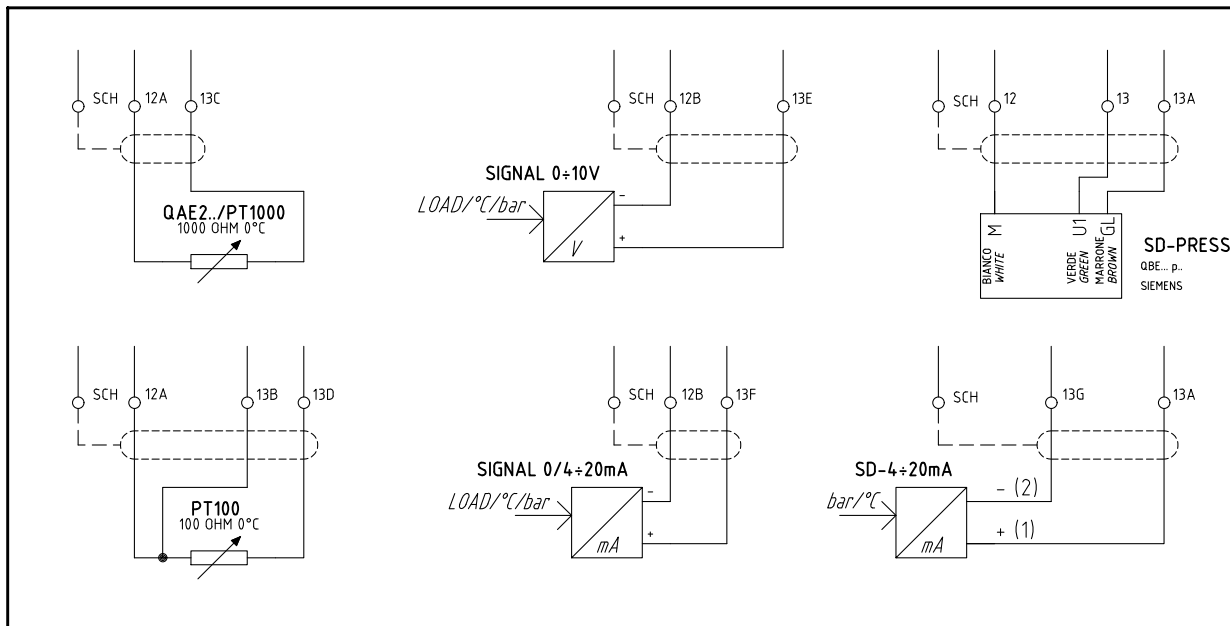 SCH 12A 13C
QAE2../PT1000
1000 OHM 0°C
SCH 12B 13E
SIGNAL 0÷10V
LOAD/°C/bar
-
+
V
SCH 12 13 13A
M U1 GL
BIANCO
WHITE
VERDE
GREEN
MARRONE
BROWN
SD-PRESS
QBE... p..
SIEMENS
SCH 12A 13B 13D
PT100
100 OHM 0°C
SCH 12B 13F
SIGNAL 0/4÷20mA
LOAD/°C/bar
-
+
mA
SCH 13G 13A
SD-4÷20mA
bar/°C
- (2)
+ (1)
mA